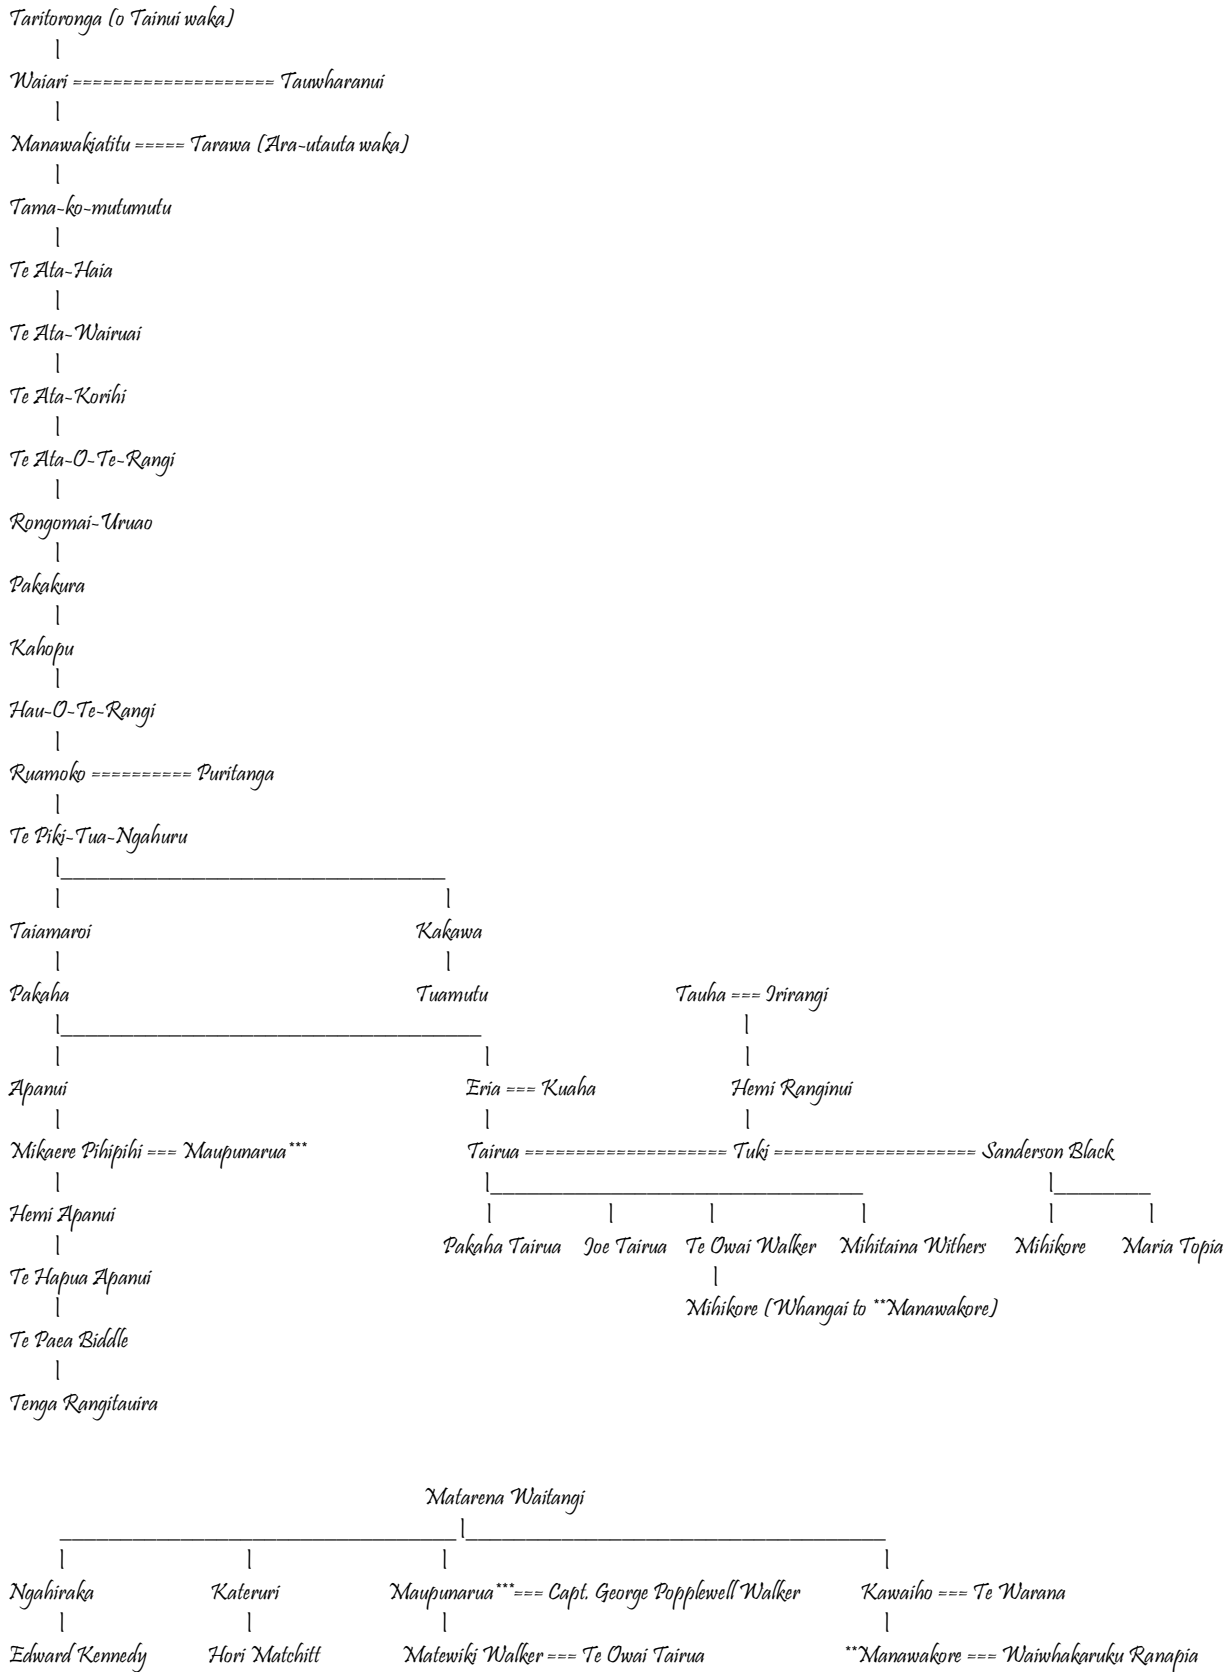 Taritoronga (o Tainui waka)
Waiari ==================== Tauwharanui
Manawakiatitu ===== Tarawa (Ara-utauta waka)
Tama-ko-mutumutu
Te Ata-Haia
Te Ata-Wairuai
Te Ata-Korihi
Te Ata-O-Te-Rangi
Rongomai-Uruao
Pakakura
Kahopu
Hau-O-Te-Rangi
Ruamoko ========== Puritanga
Te Piki-Tua-Ngahuru
Taiamaroi Kakawa
Pakaha Tuamutu Tauha === Irirangi
Apanui Eria === Kuaha Hemi Ranginui
Mikaere Pihipihi === Maupunarua*** Tairua ==================== Tuki ==================== Sanderson Black
Hemi Apanui
Pakaha Tairua Joe Tairua Te Owai Walker Mihitaina Withers Mihikore Maria Topia
Te Hapua Apanui
Mihikore (Whangai to **Manawakore)
Te Paea Biddle
Tenga Rangitauira
Matarena Waitangi
Ngahiraka Kateruri Maupunarua***=== Capt. George Popplewell Walker Kawaiho === Te Warana
Edward Kennedy Hori Matchitt Matewiki Walker === Te Owai Tairua **Manawakore === Waiwhakaruku Ranapia